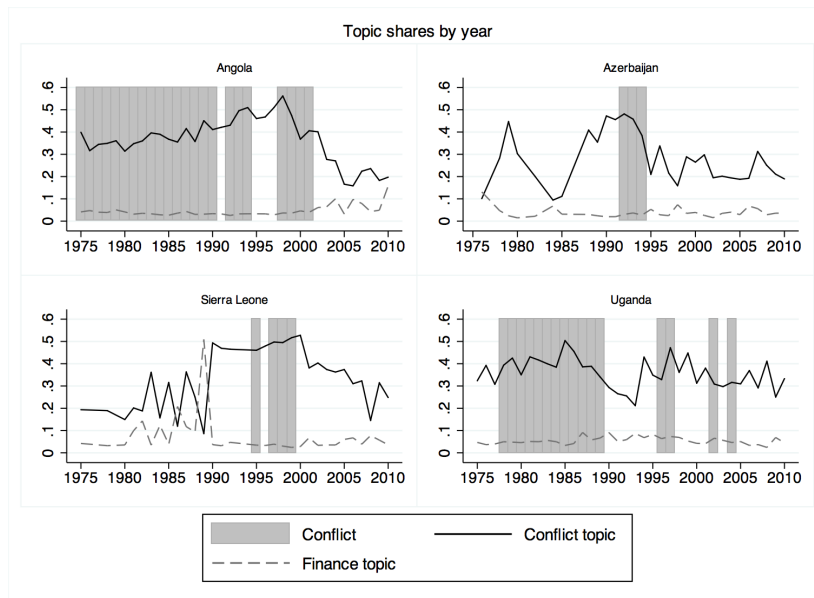 Topic shares by year
Angola
Azerbaijan
.6
.5
.4
.3
.2
.1
0
1975 1980 1985 1990 1995 2000 2005 2010
.6
.5
.4
.3
.2
.1
0
1975 1980 1985 1990 1995 2000 2005 2010
Sierra Leone
Uganda
.6
.5
.4
.3
.2
.1
0
1975 1980 1985 1990 1995 2000 2005 2010
.6
.5
.4
.3
.2
.1
0
1975 1980 1985 1990 1995 2000 2005 2010
Conflict
Conflict topic
Finance topic